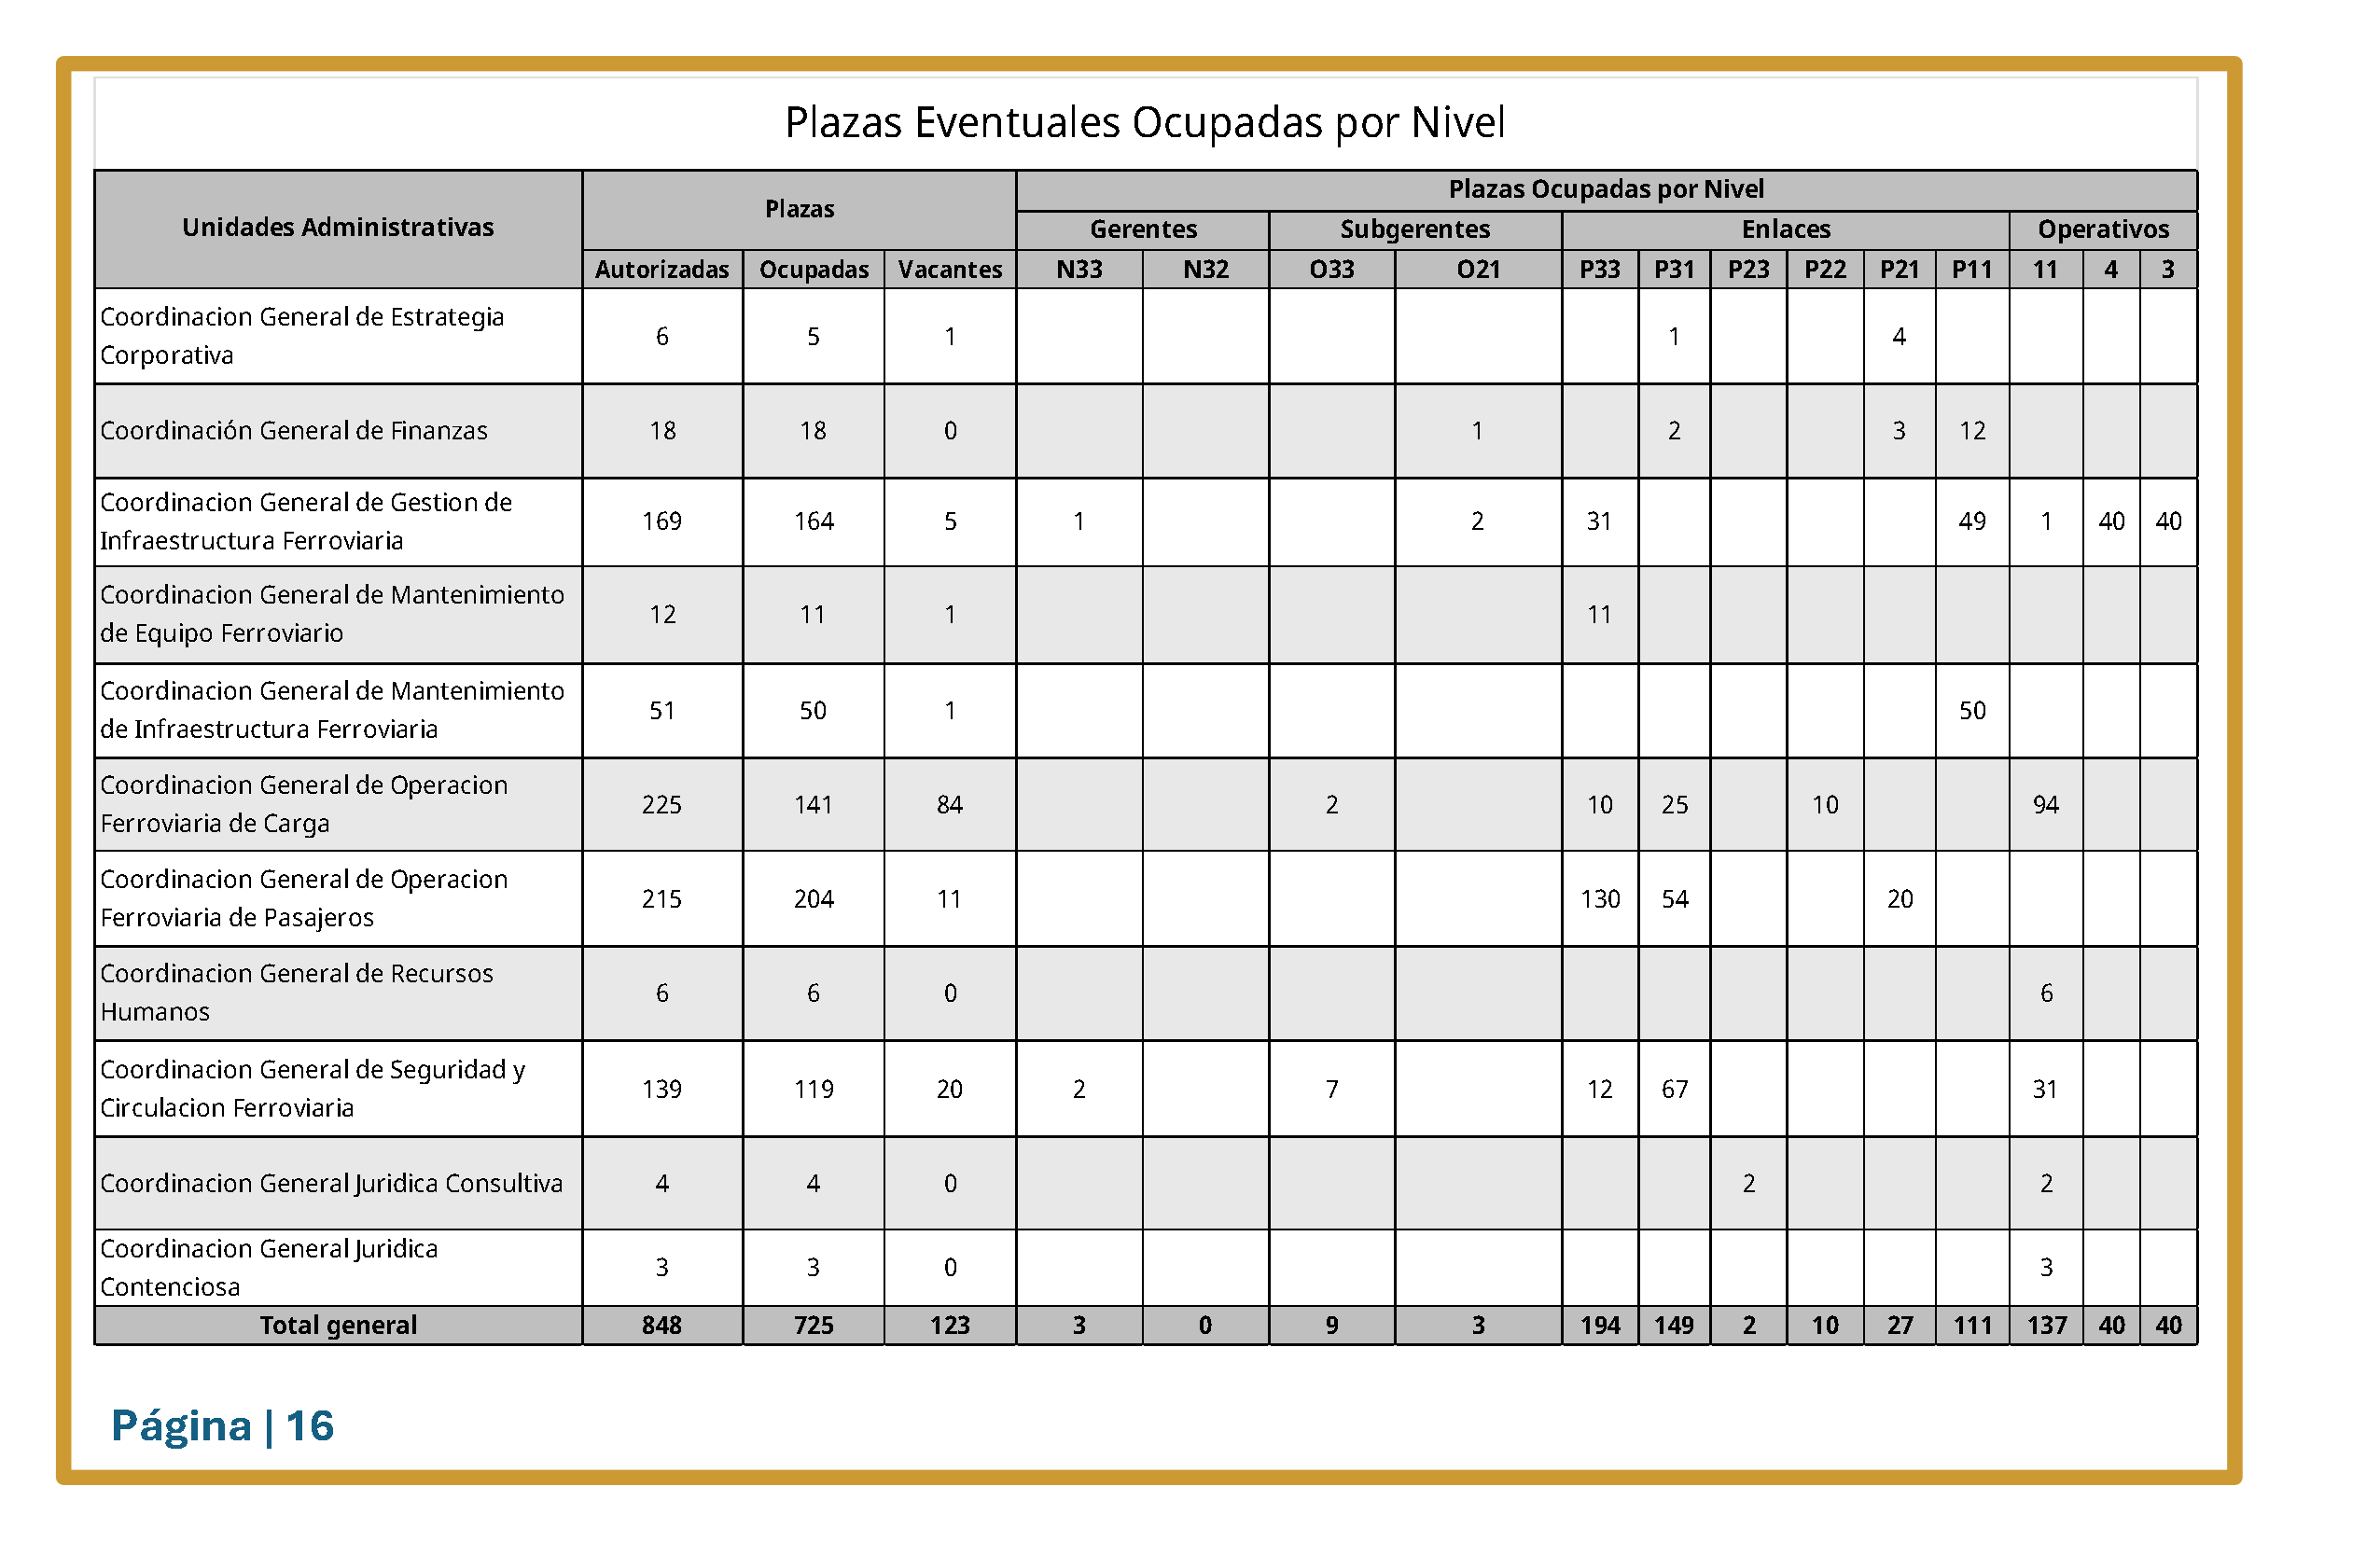 Plazas Eventuales Ocupadas por Nivel
Unidades Administrativas Plazas Plazas Ocupadas por Nivel
Gerentes Subgerentes Enlaces Operativos
Autorizadas Ocupadas Vacantes N33 N32 O33 O21 P33 P31 P23 P22 P21 P11 11 4 3
Coordinacion General de Estrategia
Corporativa 6 5 1 1 4
Coordinación General de Finanzas 18 18 0 1 2 3 12
Coordinacion General de Gestion de
Infraestructura Ferroviaria 169 164 5 1 2 31 49 1 40 40
Coordinacion General de Mantenimiento
de Equipo Ferroviario 12 11 1 11
Coordinacion General de Mantenimiento
de Infraestructura Ferroviaria 51 50 1 50
Coordinacion General de Operacion
Ferroviaria de Carga 225 141 84 2 10 25 10 94
Coordinacion General de Operacion
Ferroviaria de Pasajeros 215 204 11 130 54 20
Coordinacion General de Recursos
Humanos 6 6 0 6
Coordinacion General de Seguridad y
Circulacion Ferroviaria 139 119 20 2 7 12 67 31
Coordinacion General Juridica Consultiva 4 4 0 2 2
Coordinacion General Juridica
Contenciosa 3 3 0 3
Total general 848 725 123 3 0 9 3 194 149 2 10 27 111 137 40 40
Página | 16